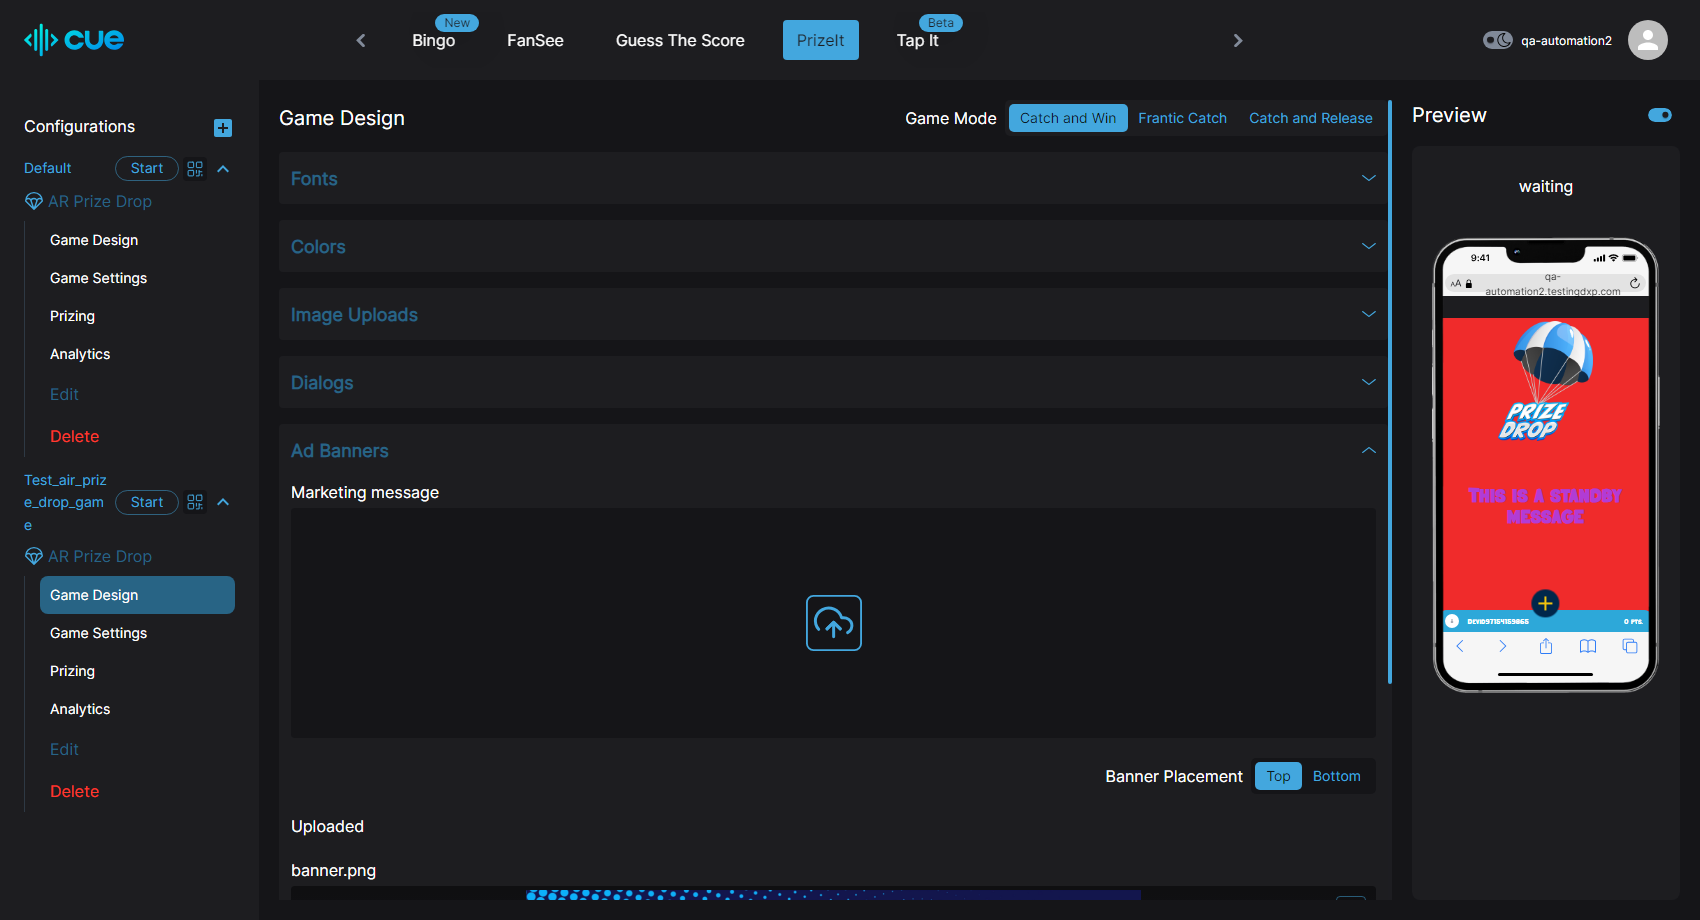 cue
New
Bingo
FanSee
Guess The Score
PrizeIt
Beta
Tap It
qa-automation2
Configurations
Default
Start
AR Prize Drop
Game Design
Game Settings
Prizing
Analytics
Edit
Delete
Test_air_priz
e_drop_gam
e
Start
AR Prize Drop
Game Design
Game Settings
Prizing
Analytics
Edit
Delete
Game Design
Game Mode
Catch and Win
Frantic Catch
Catch and Release
Fonts
Colors
Image Uploads
Dialogs
Ad Banners
Marketing message
Banner Placement
Top
Bottom
Uploaded
banner.png
Preview
waiting
9:41
AA
qa-
automation2.testingdxp.com
PRIZE
DROP
THIS IS A STANDBY
MESSAGE
0 PTS.